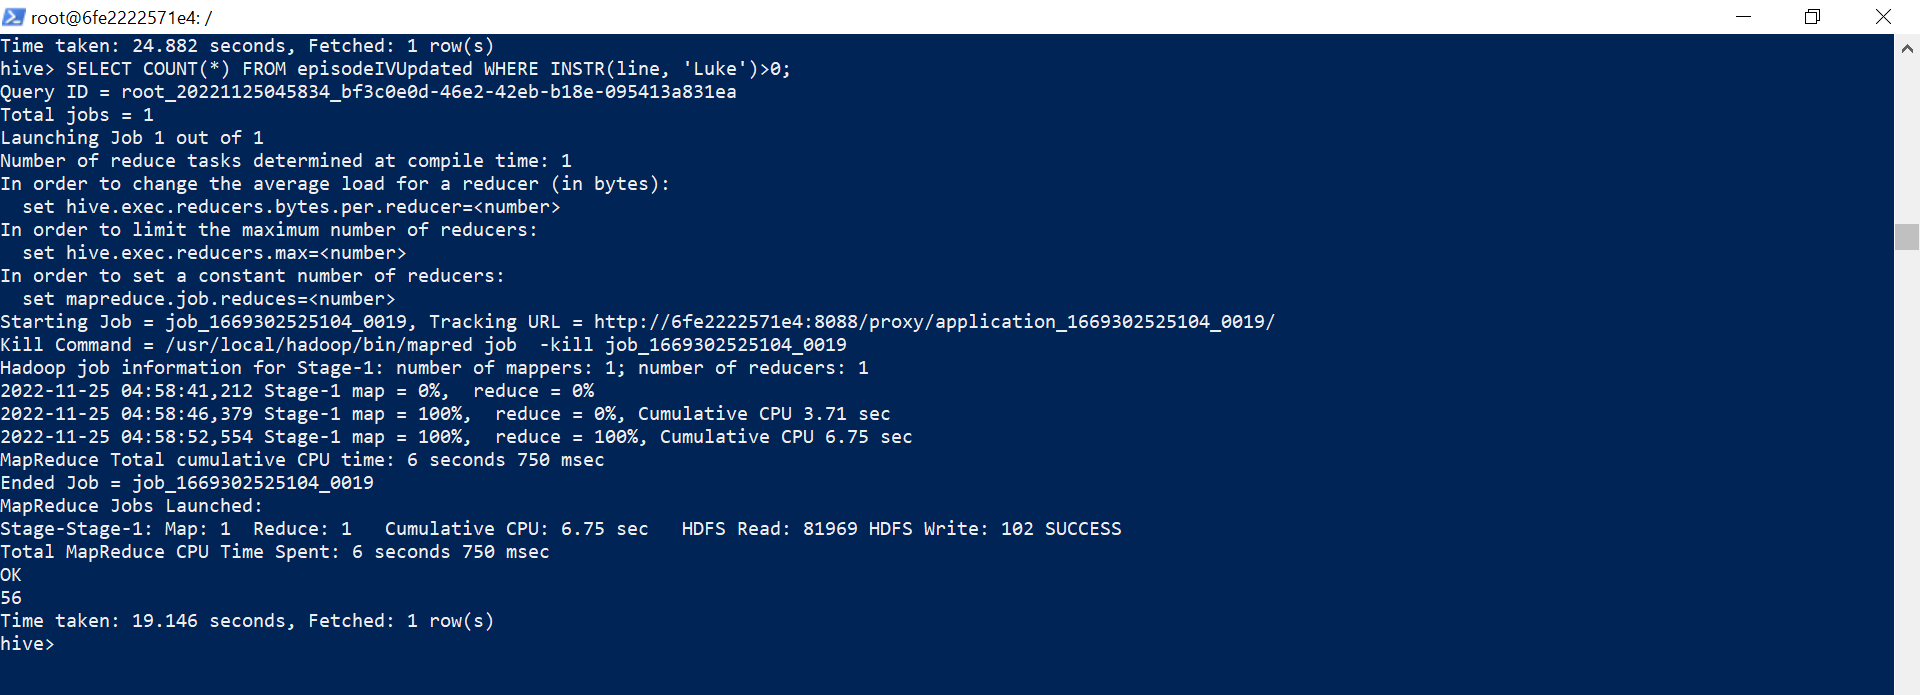 root@6fe2222571e4: /
Time taken: 24.882 seconds, Fetched: 1 row(s)
hive> SELECT COUNT(*) FROM episodeIVUpdated WHERE INSTR(line, 'Luke')>0;
Query ID = root_20221125045834_bf3c0e0d-46e2-42eb-b18e-095413a831ea
Total jobs = 1
Launching Job 1 out of 1
Number of reduce tasks determined at compile time: 1
In order to change the average load for a reducer (in bytes):
  set hive.exec.reducers.bytes.per.reducer=<number>
In order to limit the maximum number of reducers:
  set hive.exec.reducers.max=<number>
In order to set a constant number of reducers:
  set mapreduce.job.reduces=<number>
Starting Job = job_1669302525104_0019, Tracking URL = http://6fe2222571e4:8088/proxy/application_1669302525104_0019/
Kill Command = /usr/local/hadoop/bin/mapred job  -kill job_1669302525104_0019
Hadoop job information for Stage-1: number of mappers: 1; number of reducers: 1
2022-11-25 04:58:41,212 Stage-1 map = 0%,  reduce = 0%
2022-11-25 04:58:46,379 Stage-1 map = 100%,  reduce = 0%, Cumulative CPU 3.71 sec
2022-11-25 04:58:52,554 Stage-1 map = 100%,  reduce = 100%, Cumulative CPU 6.75 sec
MapReduce Total cumulative CPU time: 6 seconds 750 msec
Ended Job = job_1669302525104_0019
MapReduce Jobs Launched:
Stage-Stage-1: Map: 1  Reduce: 1   Cumulative CPU: 6.75 sec   HDFS Read: 81969 HDFS Write: 102 SUCCESS
Total MapReduce CPU Time Spent: 6 seconds 750 msec
OK
56
Time taken: 19.146 seconds, Fetched: 1 row(s)
hive>